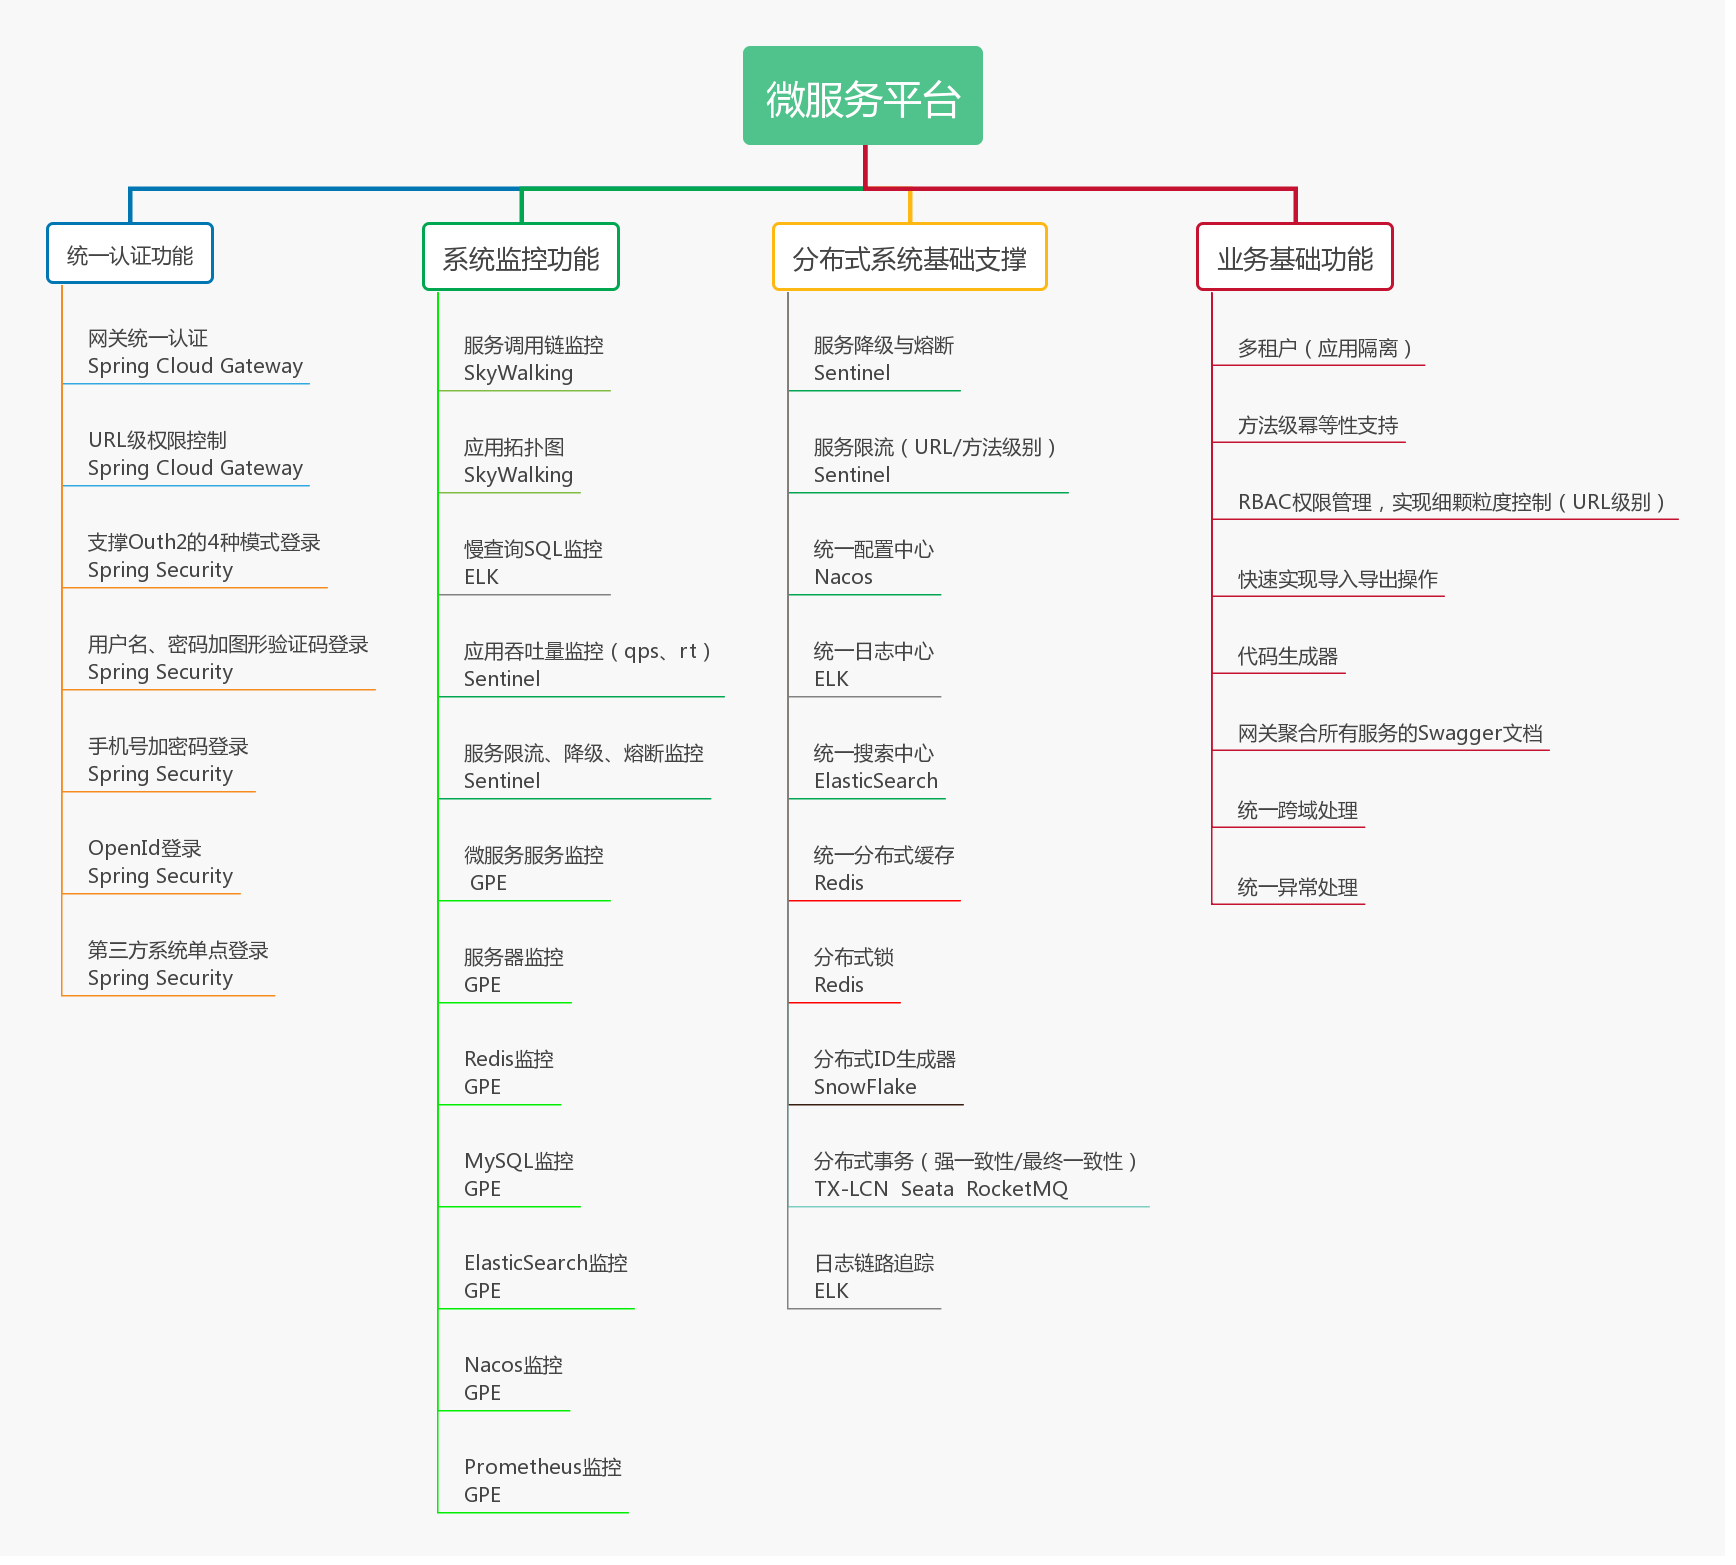 微服务平台
统一认证功能
网关统一认证
Spring Cloud Gateway
URL级权限控制
Spring Cloud Gateway
支撑Outh2的4种模式登录
Spring Security
用户名、密码加图形验证码登录
Spring Security
手机号加密码登录
Spring Security
OpenId登录
Spring Security
第三方系统单点登录
Spring Security
系统监控功能
服务调用链监控
SkyWalking
应用拓扑图
SkyWalking
慢查询SQL监控
ELK
应用吞吐量监控（qps、rt）
Sentinel
服务限流、降级、熔断监控
Sentinel
微服务服务监控
GPE
服务器监控
GPE
Redis监控
GPE
MySQL监控
GPE
ElasticSearch监控
GPE
Nacos监控
GPE
Prometheus监控
GPE
分布式系统基础支撑
服务降级与熔断
Sentinel
服务限流（URL/方法级别）
Sentinel
统一配置中心
Nacos
统一日志中心
ELK
统一搜索中心
ElasticSearch
统一分布式缓存
Redis
分布式锁
Redis
分布式ID生成器
SnowFlake
分布式事务（强一致性/最终一致性）
TX-LCN  Seata  RocketMQ
日志链路追踪
ELK
业务基础功能
多租户（应用隔离）
方法级幂等性支持
RBAC权限管理，实现细颗粒度控制（URL级别）
快速实现导入导出操作
代码生成器
网关聚合所有服务的Swagger文档
统一跨域处理
统一异常处理